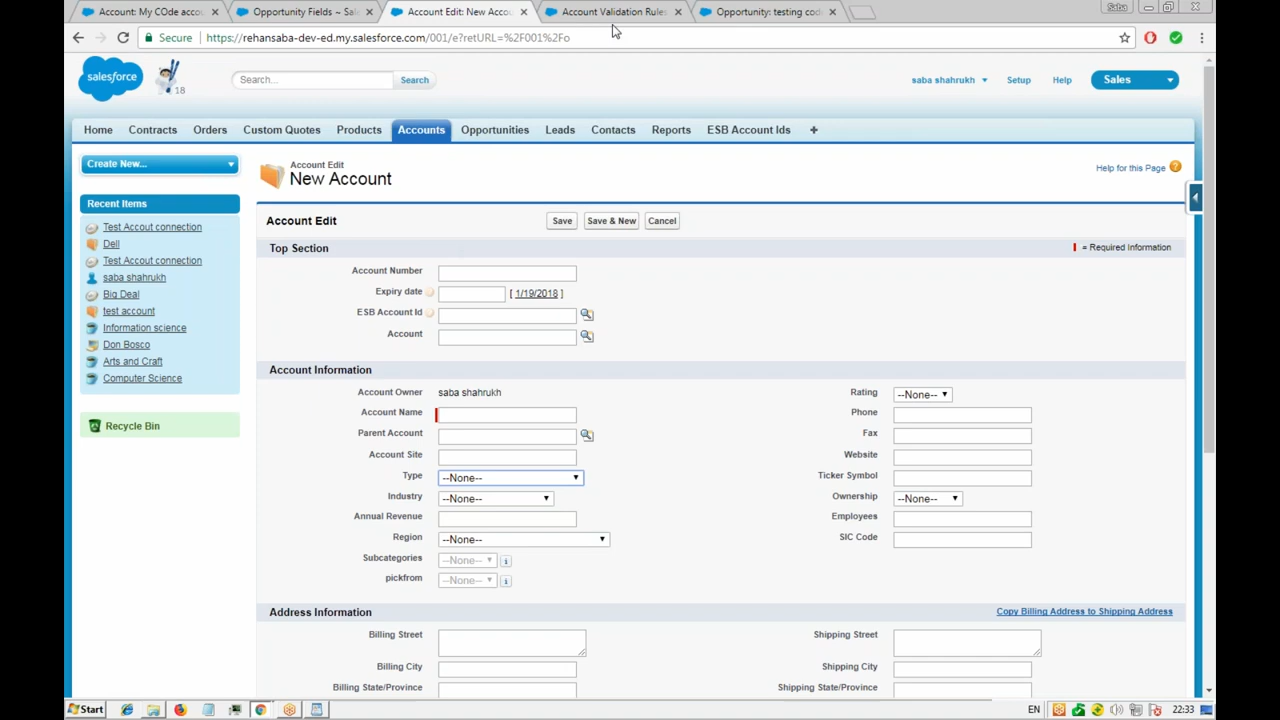 Account: My COde accou
Opportunity Fields ~ Sale
Account Edit: New Accou
Account Validation Rules
Opportunity: testing cod
Saba
Secure
https://rehansaba-dev-ed.my.salesforce.com/001/e?retURL=%2F001%2Fo
salesforce
18
Search...
Search
saba shahrukh
Setup
Help
Sales
Home
Contracts
Orders
Custom Quotes
Products
Accounts
Opportunities
Leads
Contacts
Reports
ESB Account Ids
+
Create New...
Recent Items
Test Accout connection
Dell
Test Accout connection
saba shahrukh
Big Deal
test account
Information science
Don Bosco
Arts and Craft
Computer Science
Recycle Bin
Account Edit
New Account
Help for this Page ?
Account Edit
Save
Save & New
Cancel
Top Section
= Required Information
Account Number
Expiry date
[ 1/19/2018 ]
ESB Account Id
Account
Account Information
Account Owner
saba shahrukh
Account Name
Parent Account
Account Site
Type
--None--
Industry
--None--
Annual Revenue
Region
--None--
Subcategories
--None--
i
pickfrom
--None--
i
Rating
--None--
Phone
Fax
Website
Ticker Symbol
Ownership
--None--
Employees
SIC Code
Address Information
Copy Billing Address to Shipping Address
Billing Street
Billing City
Billing State/Province
Shipping Street
Shipping City
Shipping State/Province
Start
EN
22:33